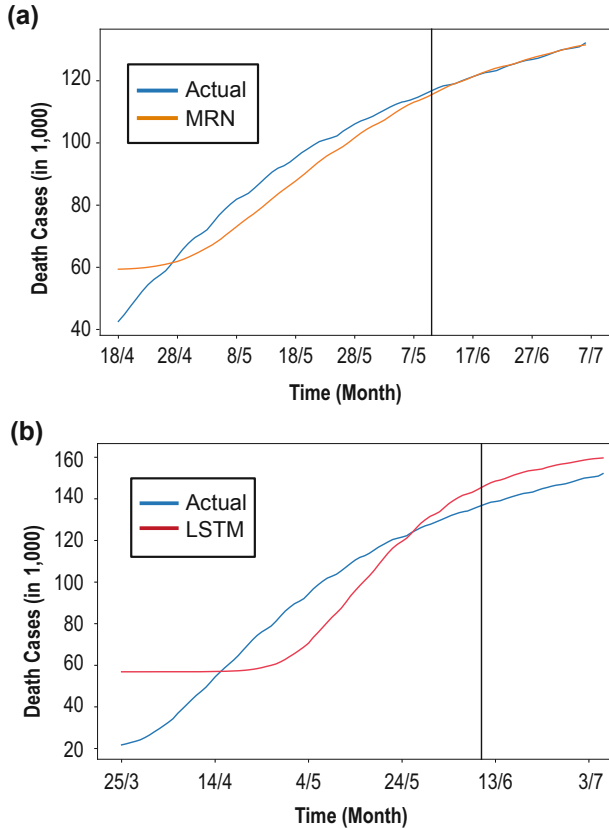 (a)
Actual
MRN
Death Cases (in 1,000)
120
100
80
60
40
18/4 28/4 8/5 18/5 28/5 7/5 17/6 27/6 7/7
Time (Month)
(b)
Actual
LSTM
Death Cases (in 1,000)
160
140
120
100
80
60
40
20
25/3 14/4 4/5 24/5 13/6 3/7
Time (Month)